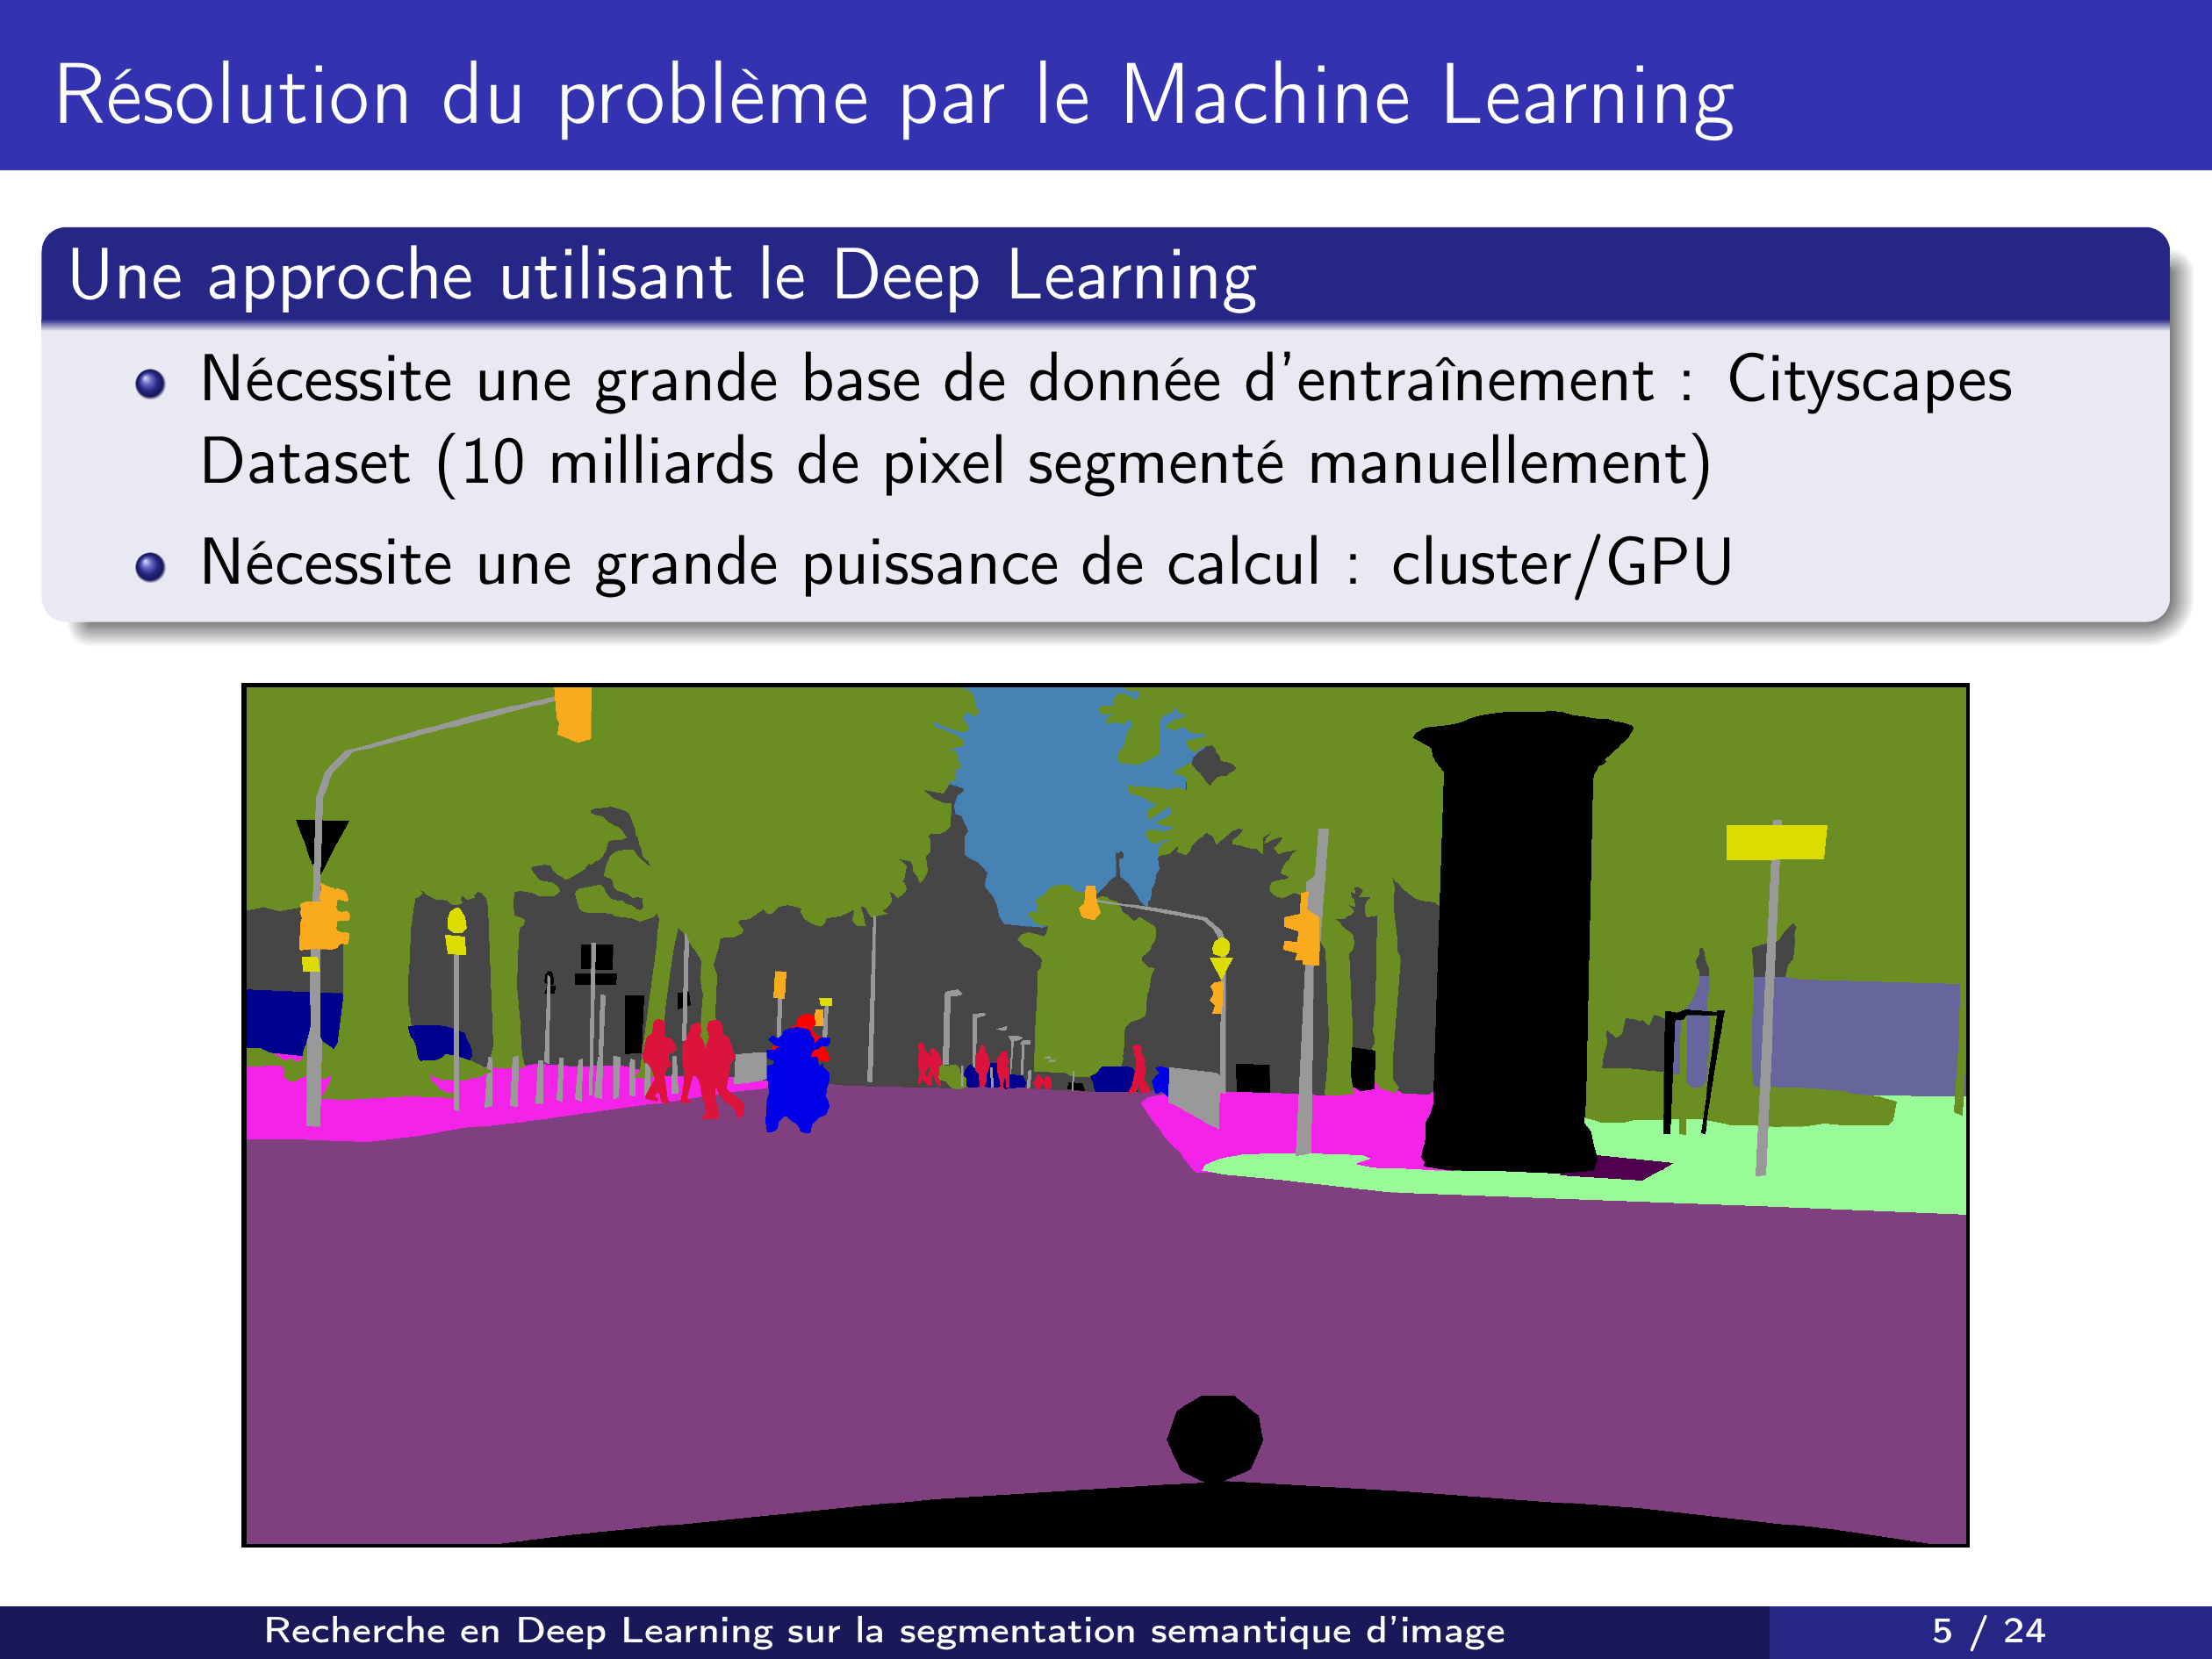 Résolution du problème par le Machine Learning
Une approche utilisant le Deep Learning
Nécessite une grande base de donnée d'entraînement : Cityscapes
Dataset (10 milliards de pixel segmenté manuellement)
Nécessite une grande puissance de calcul : cluster/GPU
Recherche en Deep Learning sur la segmentation semantique d'image
5 / 24